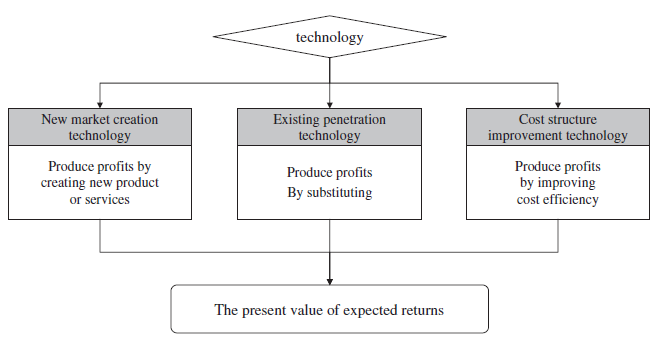 technology
New market creation
technology
Produce profits by
creating new product
or services
Existing penetration
technology
Produce profits
By substituting
Cost structure
improvement technology
Produce profits
by improving
cost efficiency
The present value of expected returns